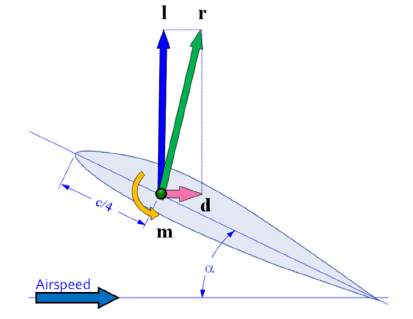 l r
c/4
d
m
α
Airspeed